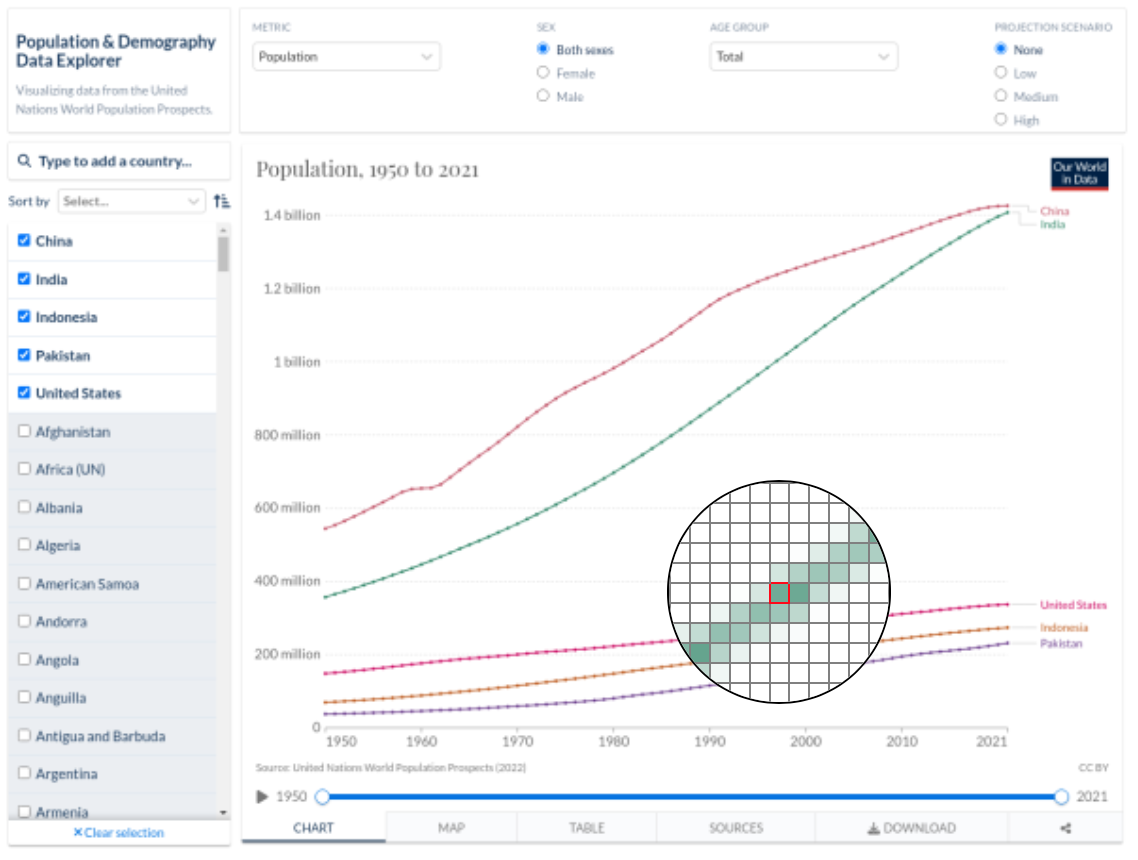 Population & Demography
Data Explorer
Visualizing data from the United
Nations World Population Prospects.
METRIC
Population
SEX
Both sexes
Female
Male
AGE GROUP
Total
PROJECTION SCENARIO
None
Low
Medium
High
Type to add a country...
Sort by
Select...
China
India
Indonesia
Pakistan
United States
Afghanistan
Africa (UN)
Albania
Algeria
American Samoa
Andorra
Angola
Anguilla
Antigua and Barbuda
Argentina
Armenia
×Clear selection
Population, 1950 to 2021
Our World
in Data
1.4 billion
1.2 billion
1 billion
800 million
600 million
400 million
200 million
0
China
India
United States
Indonesia
Pakistan
1950 1960 1970 1980 1990 2000 2010 2021
Source: United Nations World Population Prospects (2022)
CC BY
1950
2021
CHART MAP TABLE SOURCES DOWNLOAD